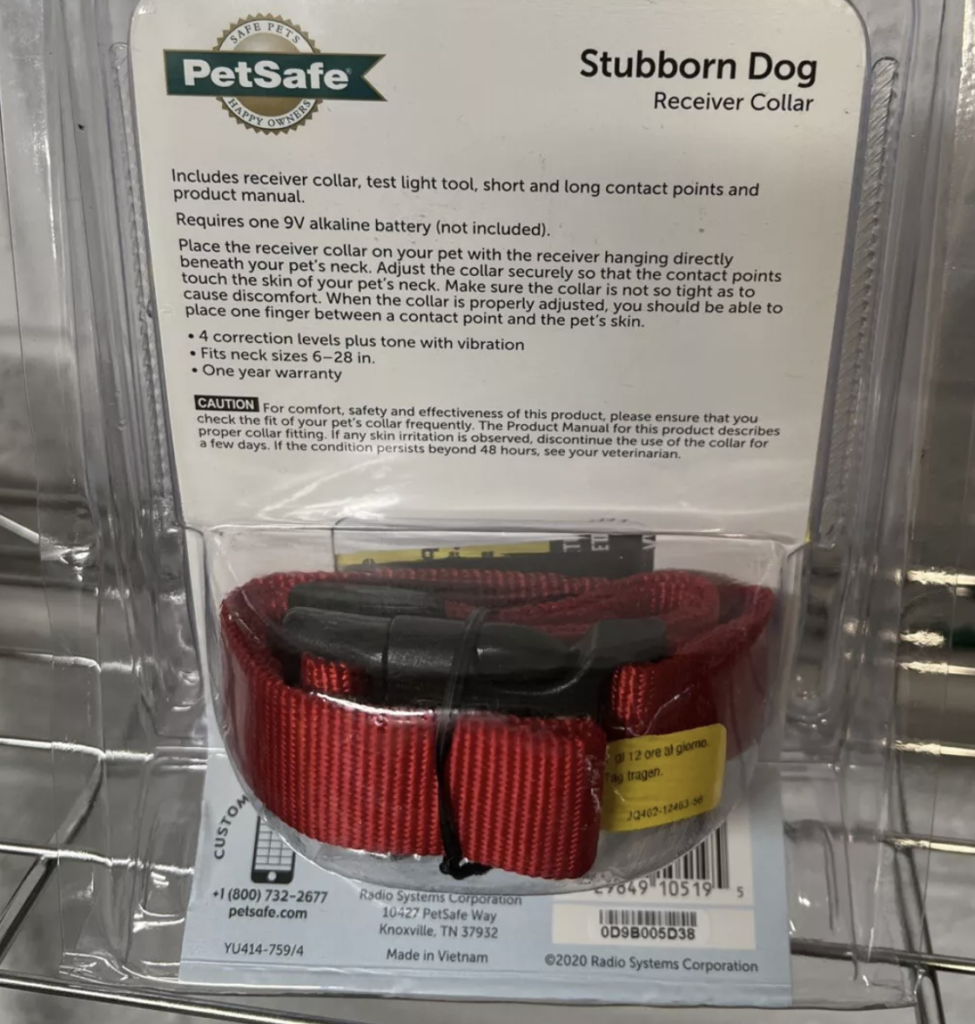 SAFE PETS
PetSafe
HAPPY OWNERS
Stubborn Dog
Receiver Collar
Includes receiver collar, test light tool, short and long contact points and
product manual.
Requires one 9V alkaline battery (not included).
Place the receiver collar on your pet with the receiver hanging directly
beneath your pet's neck. Adjust the collar securely so that the contact points
touch the skin of your pet's neck. Make sure the collar is not so tight as to
cause discomfort. When the collar is properly adjusted, you should be able to
place one finger between a contact point and the pet's skin.
• 4 correction levels plus tone with vibration
• Fits neck sizes 6–28 in.
• One year warranty
CAUTION For comfort, safety and effectiveness of this product, please ensure that you
check the fit of your pet's collar frequently. The Product Manual for this product describes
proper collar fitting. If any skin irritation is observed, discontinue the use of the collar for
a few days. If the condition persists beyond 48 hours, see your veterinarian.
di 12 ore al giorno.
tragen.
JQ402-12463-56
CUSTOM
+1 (800) 732-2677
petsafe.com
YU414-759/4
Radio Systems Corporation
10427 PetSafe Way
Knoxville, TN 37932
Made in Vietnam
10519 5
0D9B005D38
©2020 Radio Systems Corporation